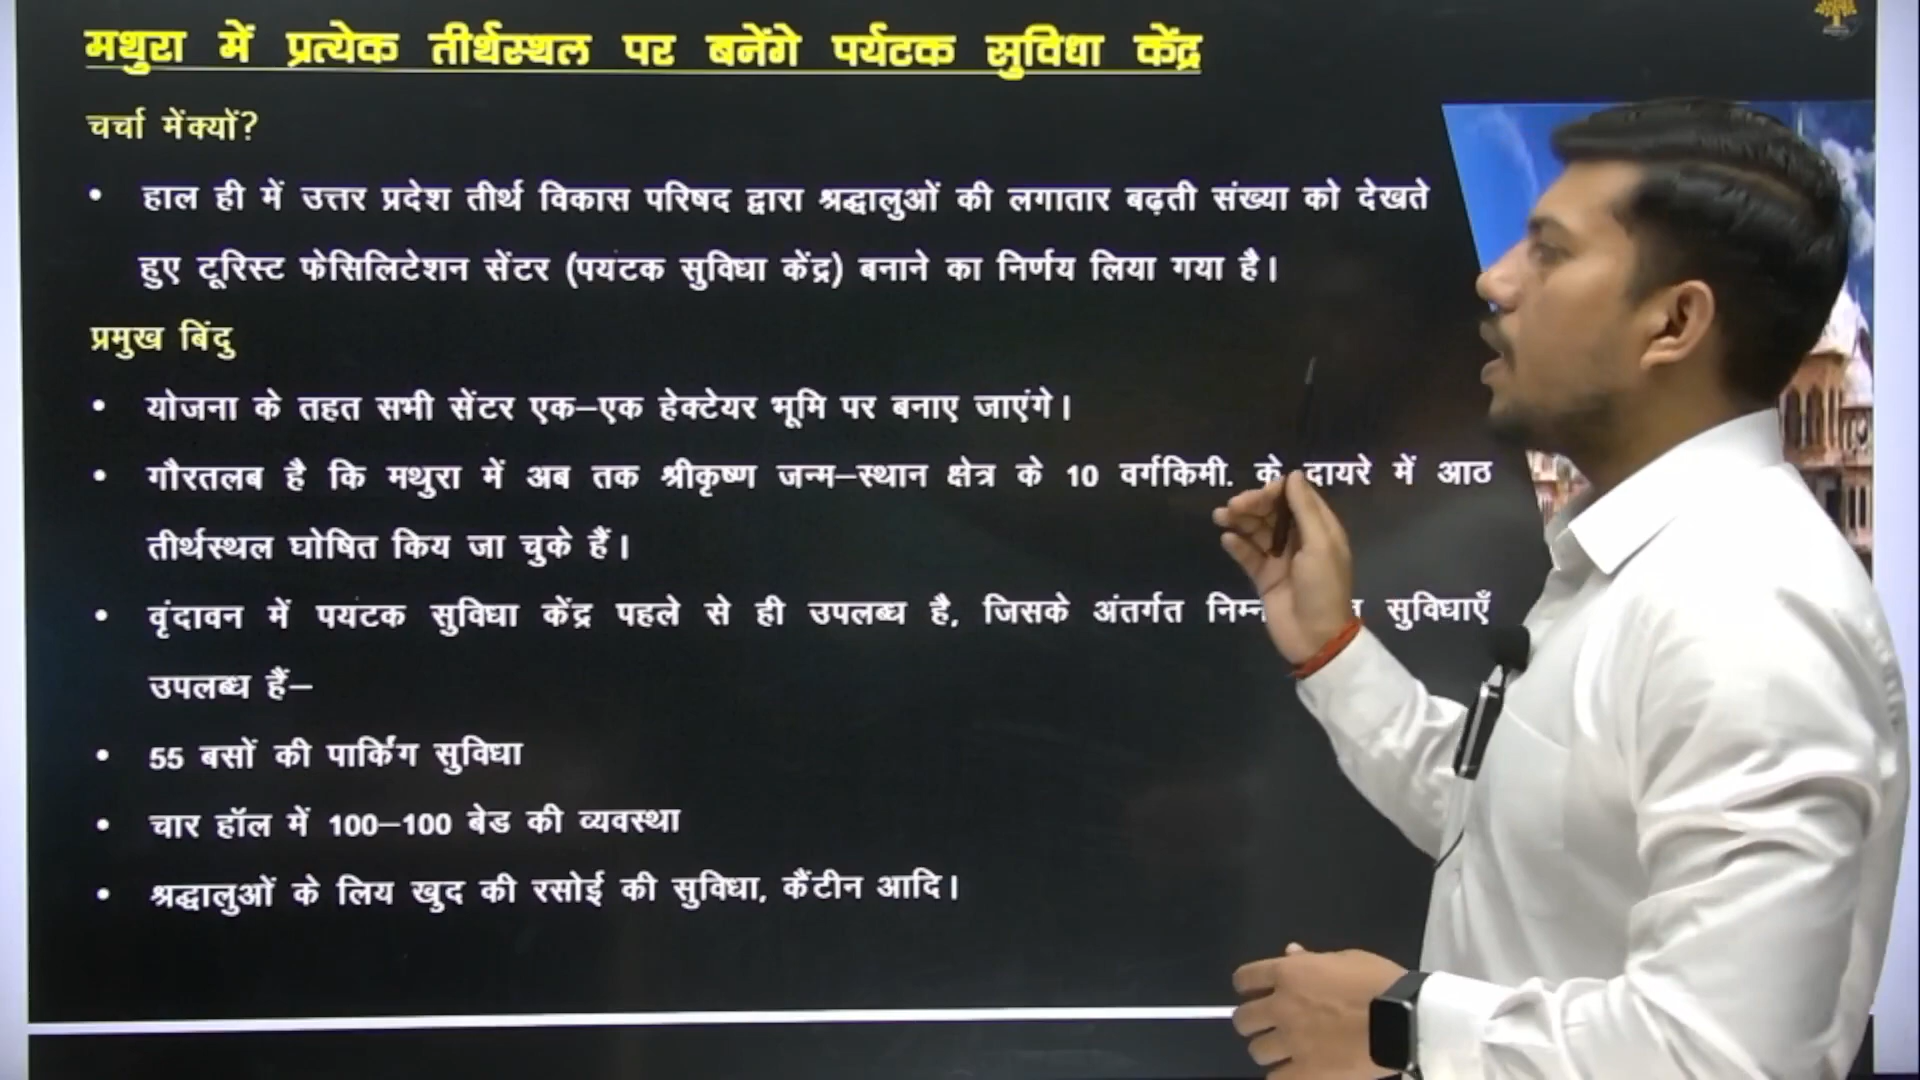 मथुरा में प्रत्येक तीर्थस्थल पर बनेंगे पर्यटक सुविधा केंद्र
चर्चा मेंक्यों?
• हाल ही में उत्तर प्रदेश तीर्थ विकास परिषद द्वारा श्रद्धालुओं की लगातार बढ़ती संख्या को देखते
हुए टूरिस्ट फेसिलिटेशन सेंटर (पयटक सुविधा केंद्र) बनाने का निर्णय लिया गया है।
प्रमुख बिंदु
• योजना के तहत सभी सेंटर एक–एक हेक्टेयर भूमि पर बनाए जाएंगे।
• गौरतलब है कि मथुरा में अब तक श्रीकृष्ण जन्म–स्थान क्षेत्र के 10 वर्गकिमी. के दायरे में आठ
तीर्थस्थल घोषित किय जा चुके हैं।
• वृंदावन में पयटक सुविधा केंद्र पहले से ही उपलब्ध है, जिसके अंतर्गत सुविधाएँ
उपलब्ध हैं–
• 55 बसों की पार्किंग सुविधा
• चार हॉल में 100–100 बेड की व्यवस्था
• श्रद्धालुओं के लिय खुद की रसोई की सुविधा, कैंटीन आदि।